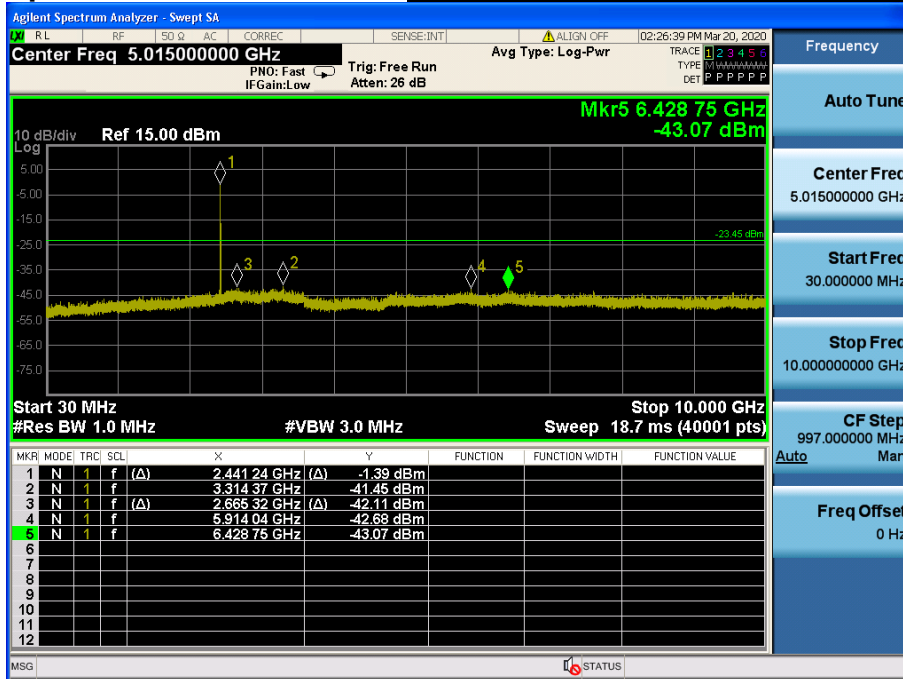 Agilent Spectrum Analyzer - Swept SA
LXI RL RF 50 Ω AC CORREC SENSE:INT ALIGN OFF 02:26:39 PM Mar 20, 2020
Center Freq 5.015000000 GHz
PNO: Fast
IFGain:Low
Trig: Free Run
Atten: 26 dB
Avg Type: Log-Pwr
TRACE 1 2 3 4 5 6
TYPE M WWWWW
DET P P P P P P
Mkr5 6.428 75 GHz
-43.07 dBm
10 dB/div Ref 15.00 dBm
Log
5.00
-5.00
-15.0
-25.0
-35.0
-45.0
-55.0
-65.0
-75.0
1
3
2
4
5
-23.45 dBm
Start 30 MHz Stop 10.000 GHz
#Res BW 1.0 MHz #VBW 3.0 MHz Sweep 18.7 ms (40001 pts)
MKR MODE TRC SCL X Y FUNCTION FUNCTION WIDTH FUNCTION VALUE
1 N 1 f (Δ) 2.441 24 GHz (Δ) -1.39 dBm
2 N 1 f 3.314 37 GHz -41.45 dBm
3 N 1 f (Δ) 2.665 32 GHz (Δ) -42.11 dBm
4 N 1 f 5.914 04 GHz -42.68 dBm
5 N 1 f 6.428 75 GHz -43.07 dBm
6
7
8
9
10
11
12
MSG STATUS
Frequency
Auto Tune
Center Freq
5.015000000 GHz
Start Freq
30.000000 MHz
Stop Freq
10.000000000 GHz
CF Step
997.000000 MHz
Auto Man
Freq Offset
0 Hz